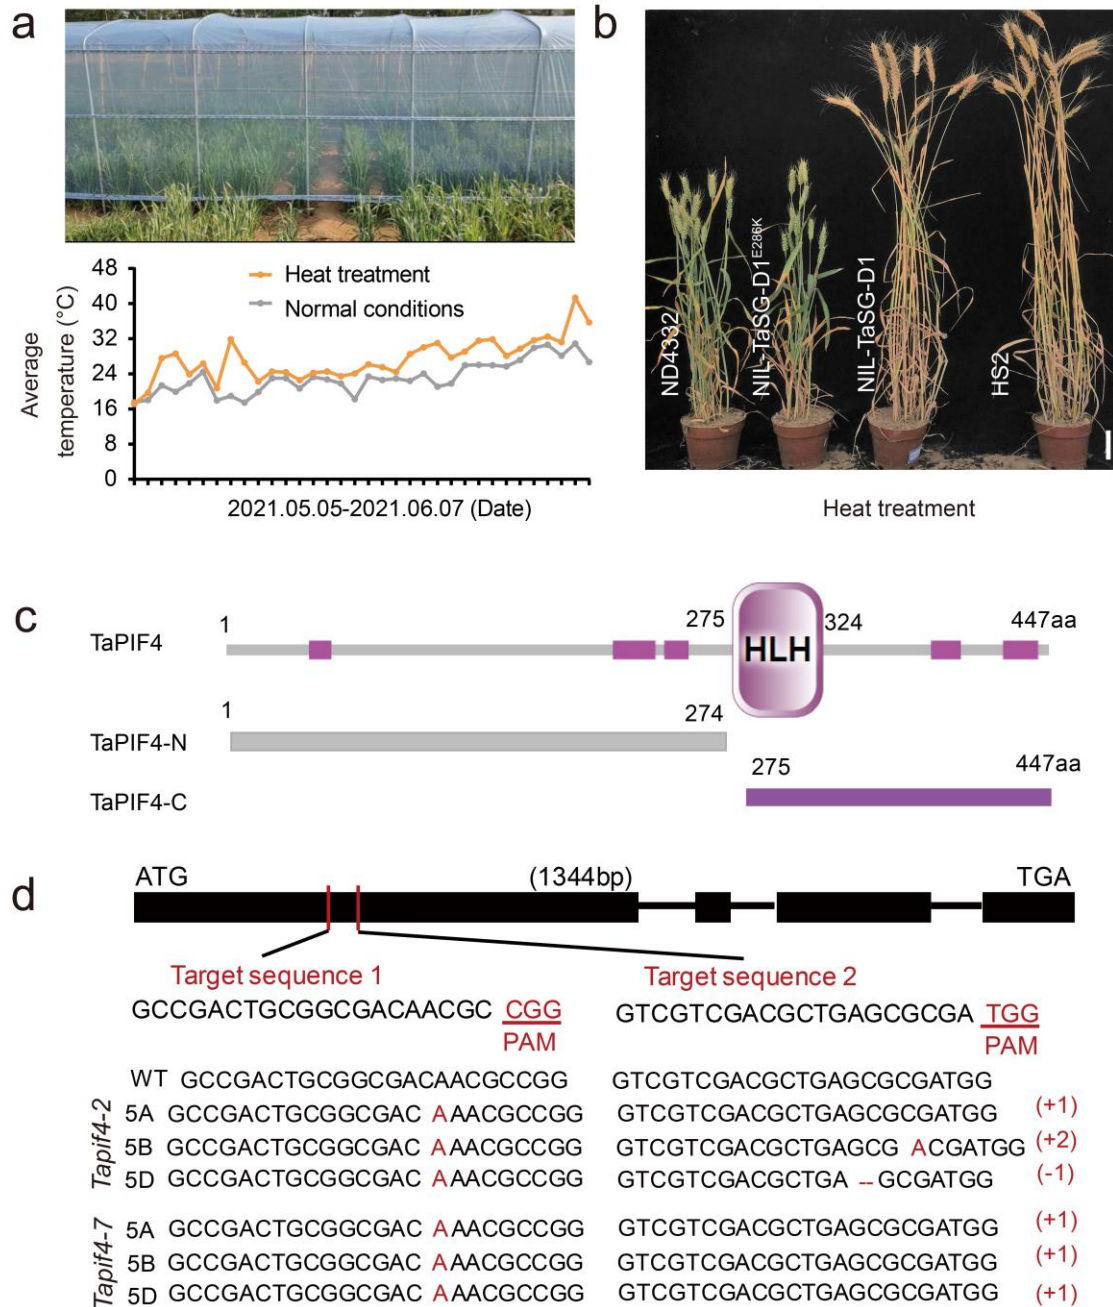 a
48
40
32
24
16
8
0
Average
temperature (°C)
Heat treatment
Normal conditions
2021.05.05-2021.06.07 (Date)
b
ND4332
NIL-TaSG-D1E286K
NIL-TaSG-D1
HS2
Heat treatment
c
TaPIF4
1
275
HLH
324
447aa
TaPIF4-N
1
274
TaPIF4-C
275
447aa
d
ATG
(1344bp)
TGA
Target sequence 1
Target sequence 2
GCCGACTGCGGCGACAACGC CGG
GTCGTCGACGCTGAGCGCGA TGG
PAM
PAM
WT GCCGACTGCGGCGACAACGCCGG GTCGTCGACGCTGAGCGCGATGG
Tapif4-2
5A GCCGACTGCGGCGAC A AACGCCGG GTCGTCGACGCTGAGCGCGATGG (+1)
5B GCCGACTGCGGCGAC A AACGCCGG GTCGTCGACGCTGAGCG ACGATGG (+2)
5D GCCGACTGCGGCGAC A AACGCCGG GTCGTCGACGCTGA -- GCGATGG (-1)
Tapif4-7
5A GCCGACTGCGGCGAC A AACGCCGG GTCGTCGACGCTGAGCGCGATGG (+1)
5B GCCGACTGCGGCGAC A AACGCCGG GTCGTCGACGCTGAGCGCGATGG (+1)
5D GCCGACTGCGGCGAC A AACGCCGG GTCGTCGACGCTGAGCGCGATGG (+1)